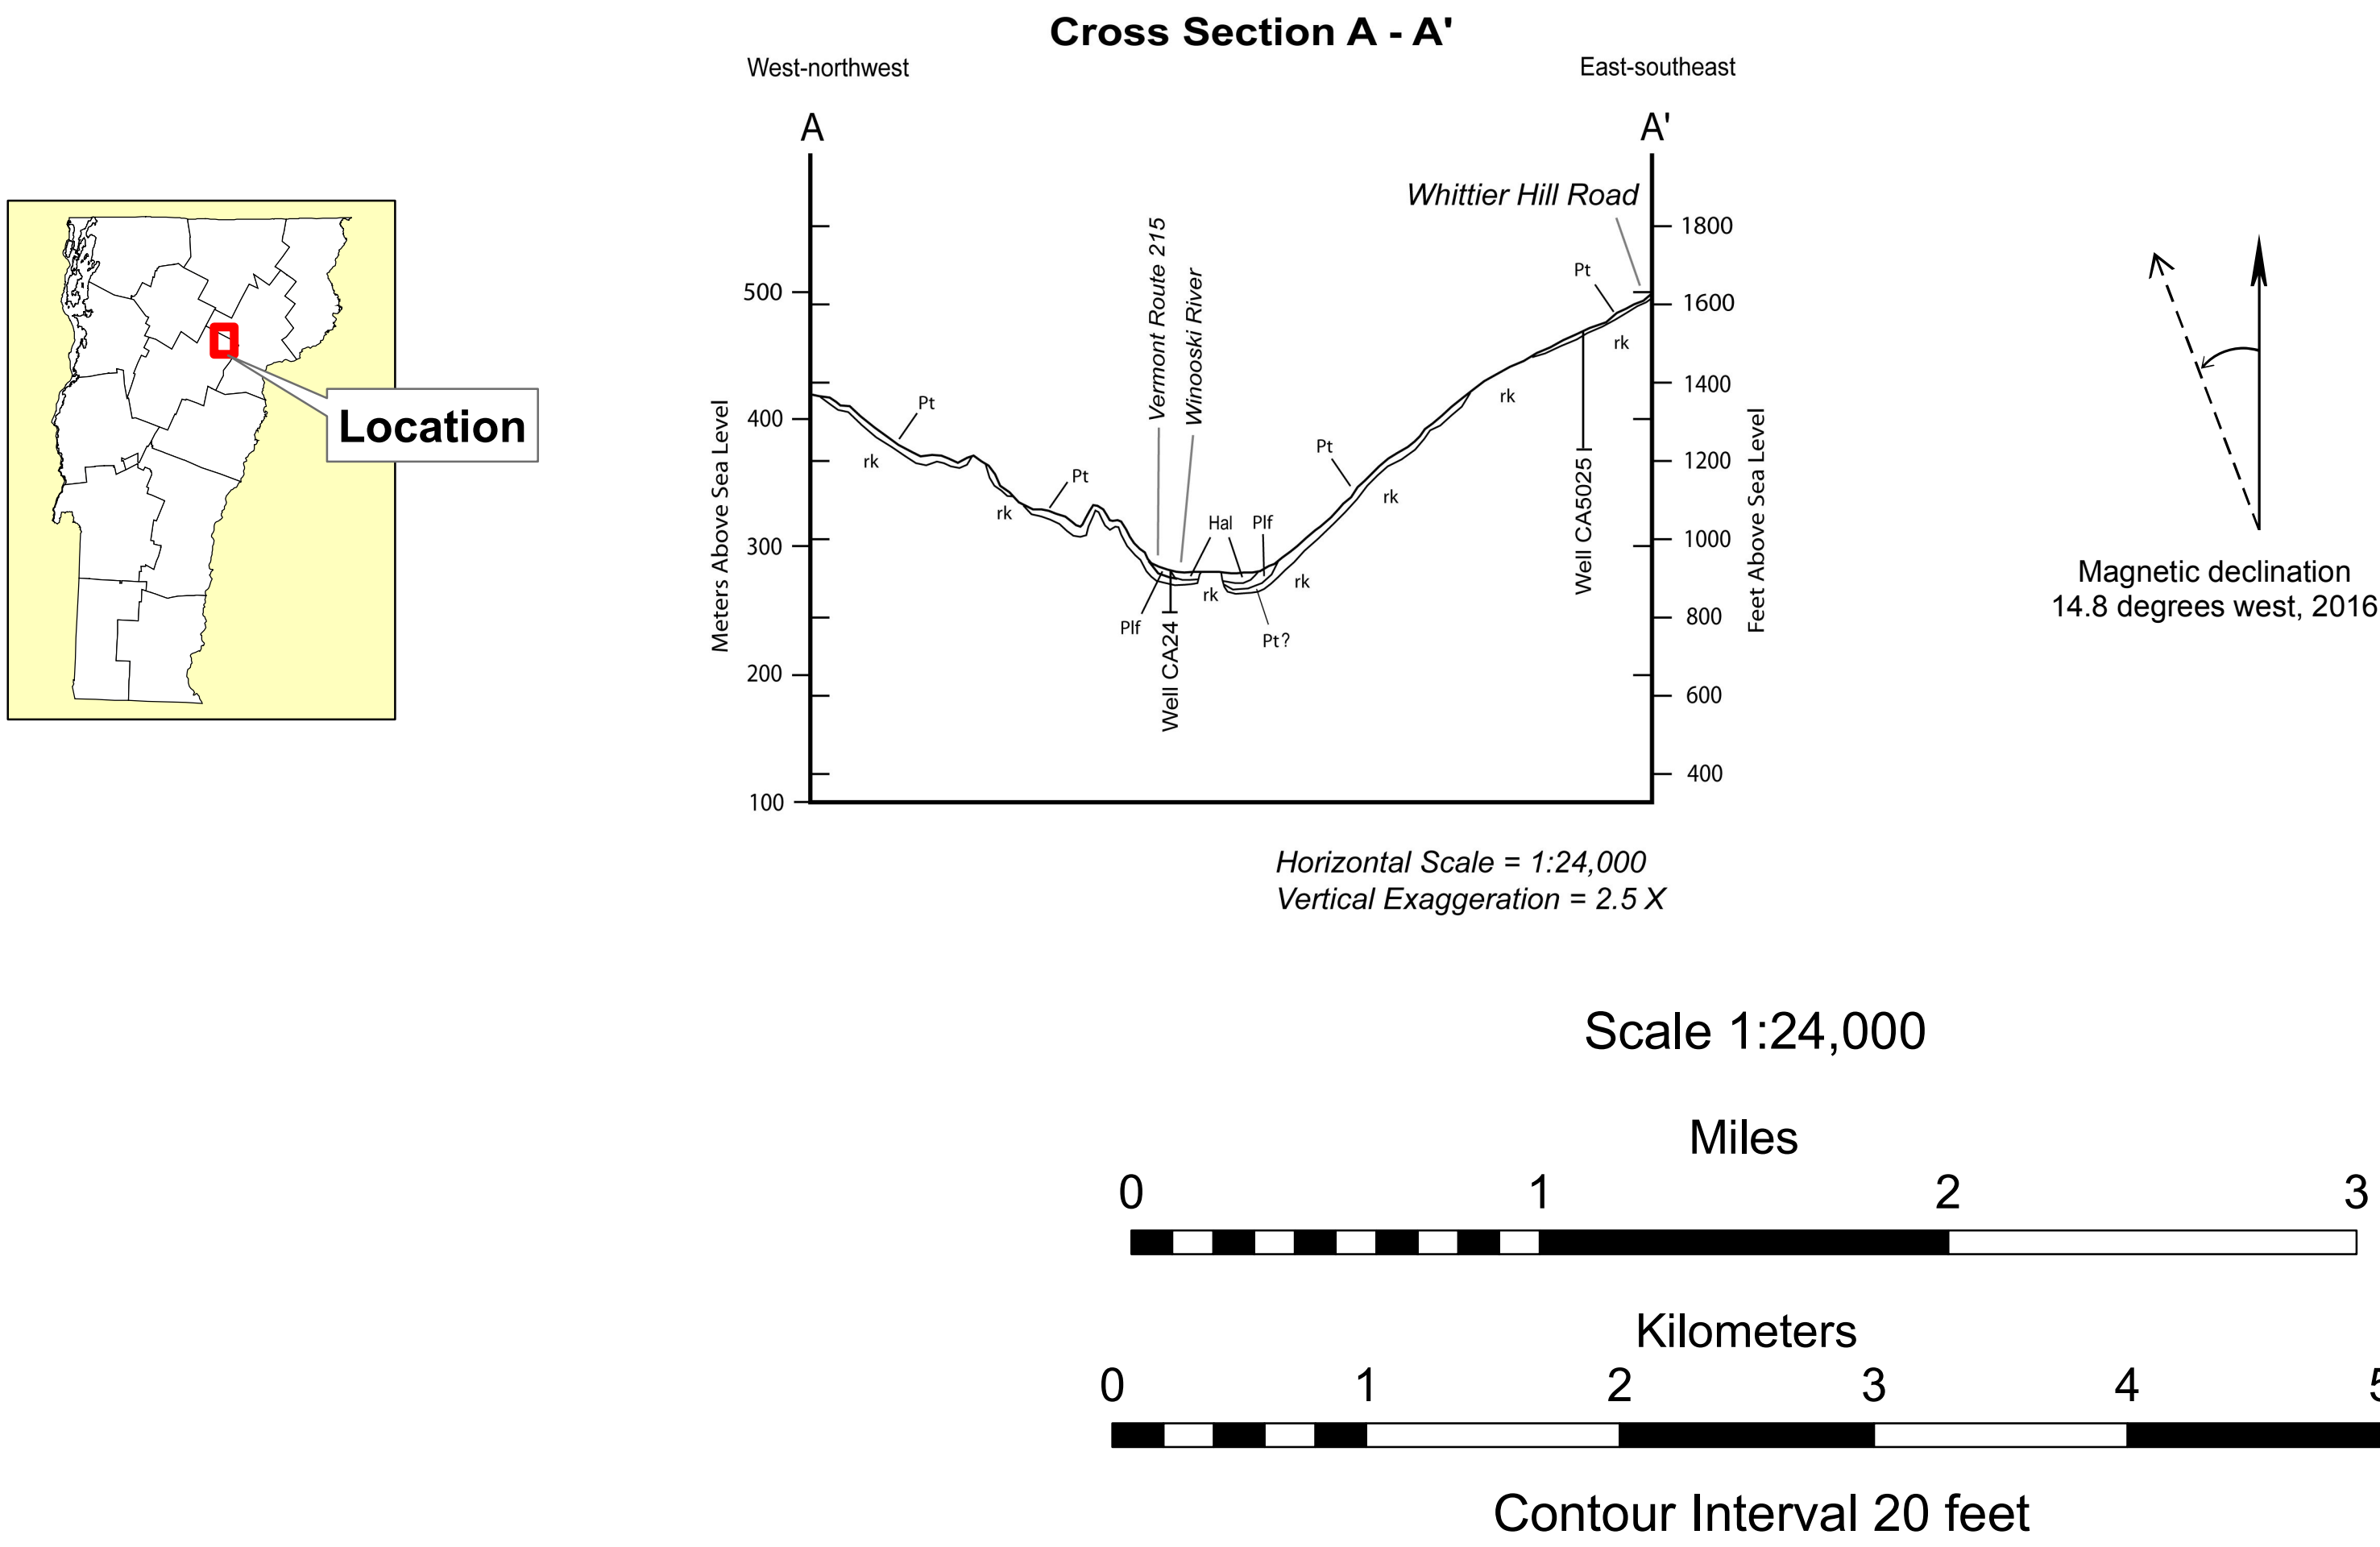 Cross Section A - A'
West-northwest
East-southeast
A
A'
Whittier Hill Road
Vermont Route 215
Winooski River
Location
Meters Above Sea Level
500
400
300
200
100
Feet Above Sea Level
1800
1600
1400
1200
1000
800
600
400
Pt
rk
Pt
rk
Hal
Plf
Plf
rk
Pt?
rk
Pt
rk
rk
Pt
rk
Well CA24
Well CA5025
Magnetic declination
14.8 degrees west, 2016
Horizontal Scale = 1:24,000
Vertical Exaggeration = 2.5 X
Scale 1:24,000
Miles
0 1 2 3
Kilometers
0 1 2 3 4 5
Contour Interval 20 feet